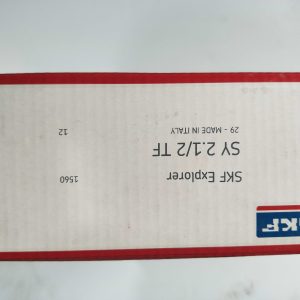 SKF
SKF Explorer
1560
SY 2.1/2 TF
29 - MADE IN ITALY
12